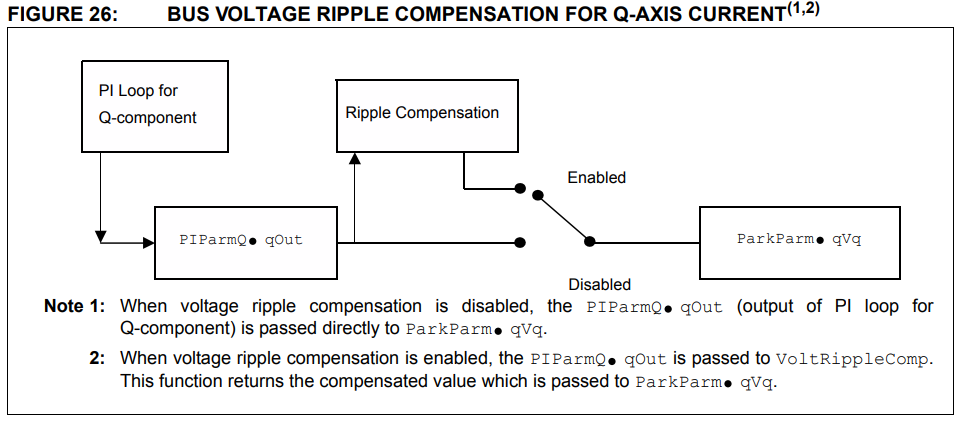 FIGURE 26: BUS VOLTAGE RIPPLE COMPENSATION FOR Q-AXIS CURRENT(1,2)
PI Loop for
Q-component
Ripple Compensation
Enabled
PIParmQ● qOut
ParkParm● qVq
Disabled
Note 1: When voltage ripple compensation is disabled, the PIParmQ● qOut (output of PI loop for
Q-component) is passed directly to ParkParm● qVq.
2: When voltage ripple compensation is enabled, the PIParmQ● qOut is passed to VoltRippleComp.
This function returns the compensated value which is passed to ParkParm● qVq.